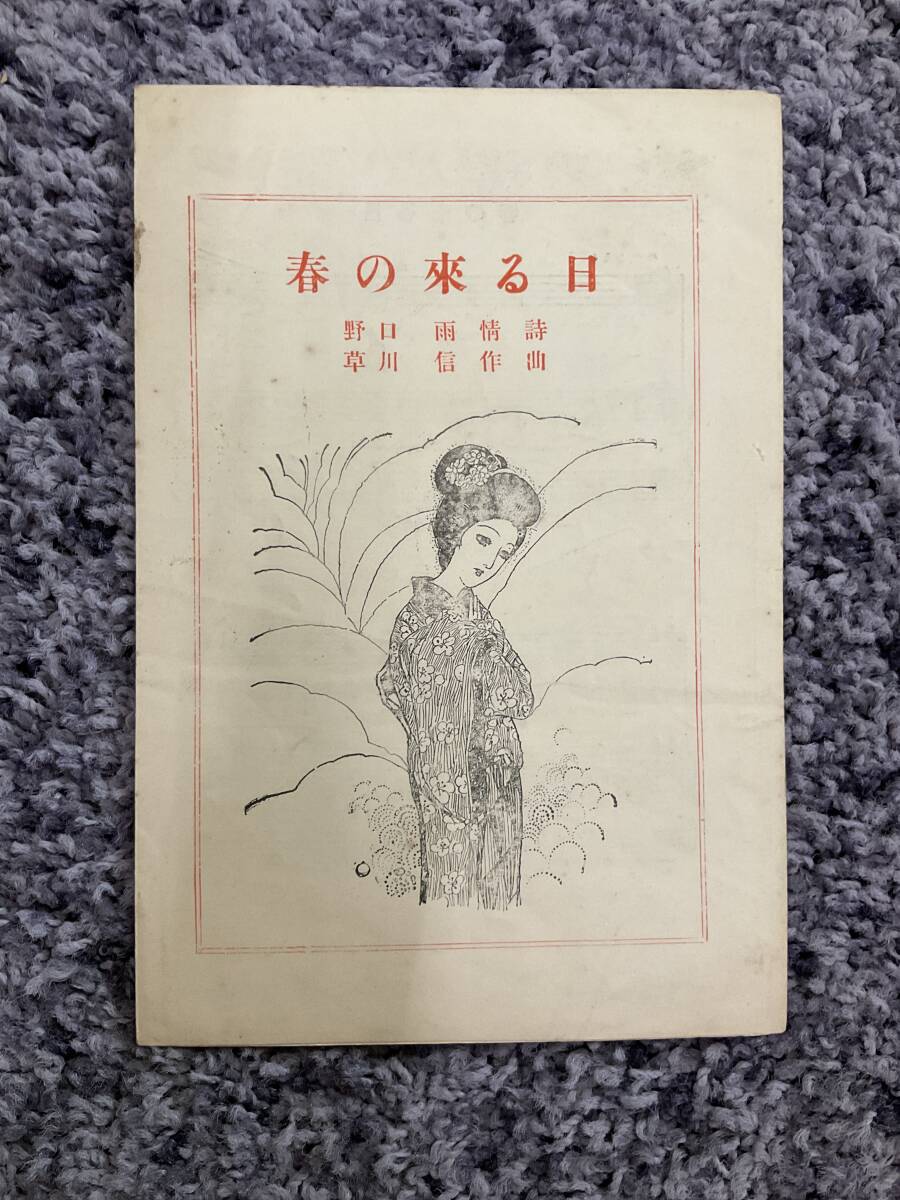 春の來る日
野口 雨情詩
草川 信作曲